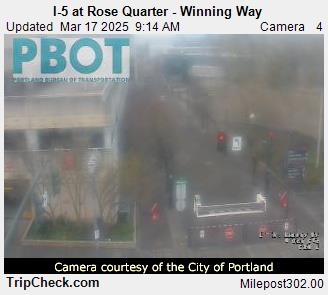 I-5 at Rose Quarter - Winning Way
Updated Mar 17 2025 9:14 AM Camera 4
PBOT
PORTLAND BUREAU OF TRANSPORTATION
Camera courtesy of the City of Portland
TripCheck.com Milepost302.00